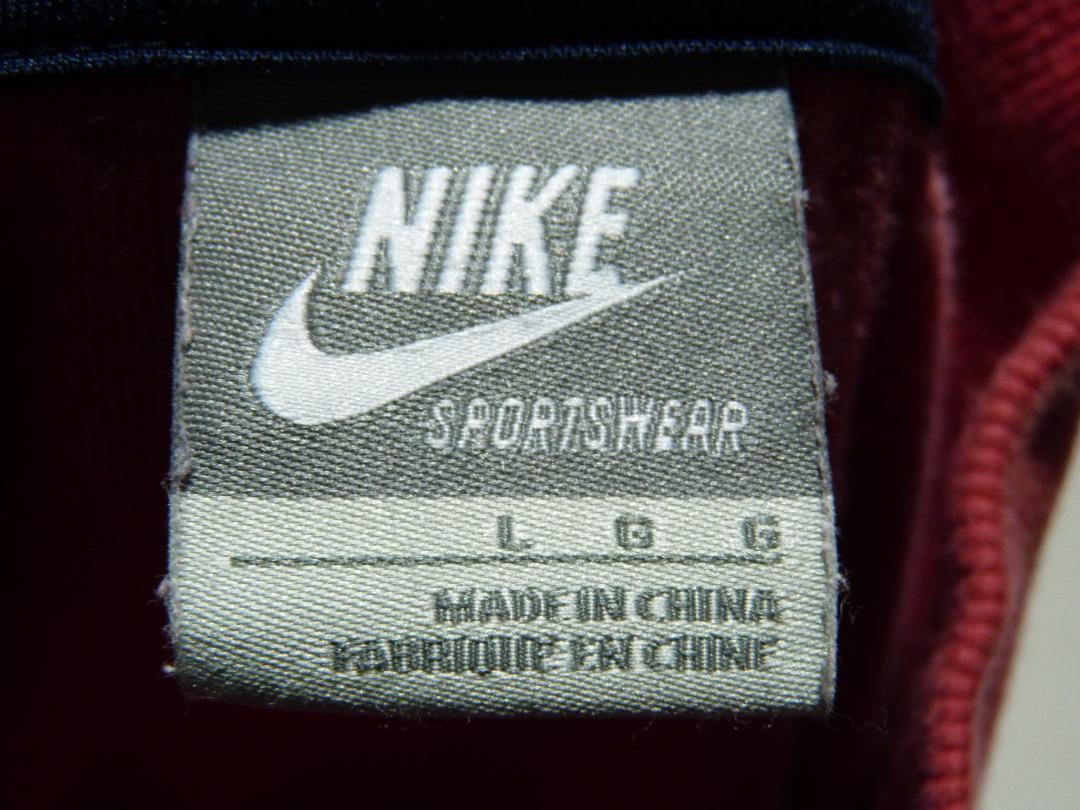 NIKE
SPORTSWEAR
L G G
MADE IN CHINA
FABRIQUE EN CHINE